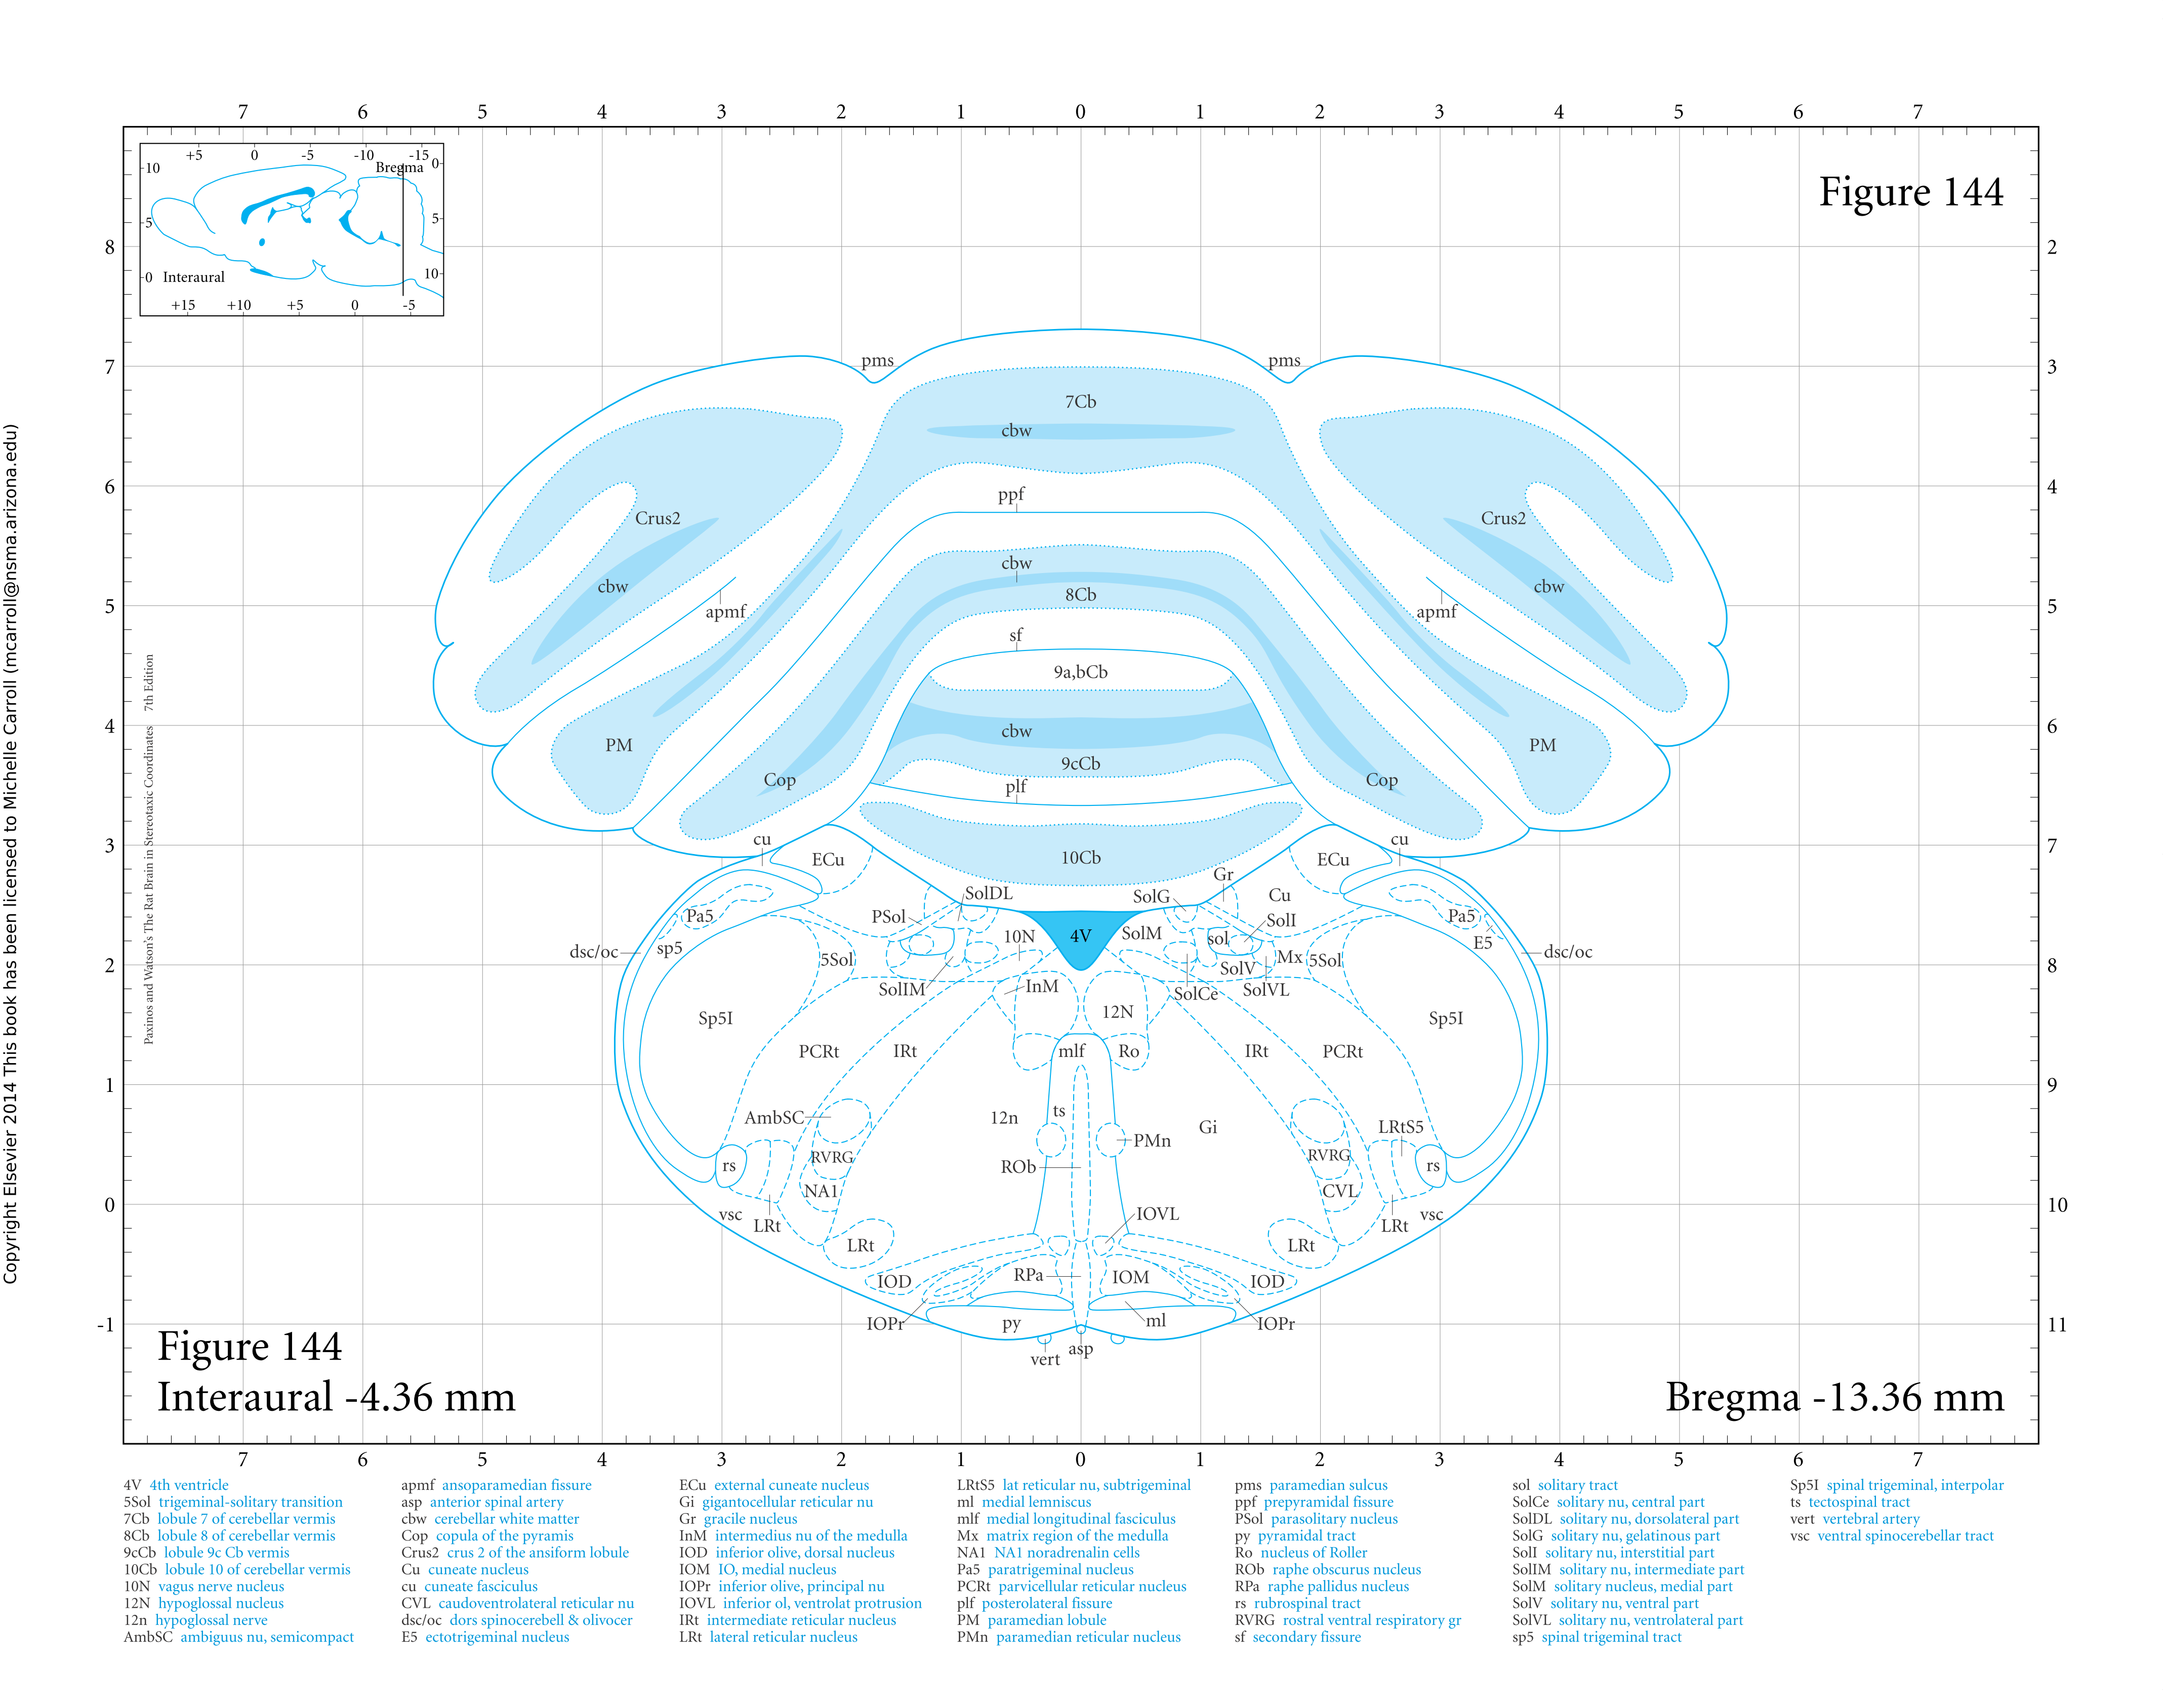 7 6 5 4 3 2 1 0 1 2 3 4 5 6 7
+5 0 -5 -10 -15
Bregma
0
10
5
5
10
0 Interaural
+15 +10 +5 0 -5
Figure 144
8 2
7 3
6 4
5 5
4 6
3 7
2 8
1 9
0 10
-1 11
pms pms
7Cb
cbw
ppf
Crus2 Crus2
cbw
cbw cbw
8Cb
apmf apmf
sf
9a,bCb
cbw
PM PM
9cCb
Cop Cop
plf
cu cu
ECu 10Cb ECu
Gr
SolDL SolG Cu
Pa5 PSol SolI Pa5
10N 4V SolM sol E5
dsc/oc sp5 5Sol SolV Mx 5Sol dsc/oc
SolIM InM SolCe SolVL
Sp5I 12N Sp5I
PCRt IRt mlf Ro IRt PCRt
AmbSC 12n ts Gi LRtS5
PMn
rs RVRG ROb RVRG rs
NA1 CVL
vsc LRt IOVL LRt vsc
LRt LRt
IOD RPa IOM IOD
IOPr py ml IOPr
vert asp
Figure 144
Interaural -4.36 mm
Bregma -13.36 mm
7 6 5 4 3 2 1 0 1 2 3 4 5 6 7
Copyright Elsevier 2014 This book has been licensed to Michelle Carroll (mcarroll@nsma.arizona.edu)
Paxinos and Watson's The Rat Brain in Stereotaxic Coordinates 7th Edition
4V 4th ventricle
5Sol trigeminal-solitary transition
7Cb lobule 7 of cerebellar vermis
8Cb lobule 8 of cerebellar vermis
9cCb lobule 9c Cb vermis
10Cb lobule 10 of cerebellar vermis
10N vagus nerve nucleus
12N hypoglossal nucleus
12n hypoglossal nerve
AmbSC ambiguus nu, semicompact
apmf ansoparamedian fissure
asp anterior spinal artery
cbw cerebellar white matter
Cop copula of the pyramis
Crus2 crus 2 of the ansiform lobule
Cu cuneate nucleus
cu cuneate fasciculus
CVL caudoventrolateral reticular nu
dsc/oc dors spinocerebell & olivocer
E5 ectotrigeminal nucleus
ECu external cuneate nucleus
Gi gigantocellular reticular nu
Gr gracile nucleus
InM intermedius nu of the medulla
IOD inferior olive, dorsal nucleus
IOM IO, medial nucleus
IOPr inferior olive, principal nu
IOVL inferior ol, ventrolat protrusion
IRt intermediate reticular nucleus
LRt lateral reticular nucleus
LRtS5 lat reticular nu, subtrigeminal
ml medial lemniscus
mlf medial longitudinal fasciculus
Mx matrix region of the medulla
NA1 NA1 noradrenalin cells
Pa5 paratrigeminal nucleus
PCRt parvicellular reticular nucleus
plf posterolateral fissure
PM paramedian lobule
PMn paramedian reticular nucleus
pms paramedian sulcus
ppf prepyramidal fissure
PSol parasolitary nucleus
py pyramidal tract
Ro nucleus of Roller
ROb raphe obscurus nucleus
RPa raphe pallidus nucleus
rs rubrospinal tract
RVRG rostral ventral respiratory gr
sf secondary fissure
sol solitary tract
SolCe solitary nu, central part
SolDL solitary nu, dorsolateral part
SolG solitary nu, gelatinous part
SolI solitary nu, interstitial part
SolIM solitary nu, intermediate part
SolM solitary nucleus, medial part
SolV solitary nu, ventral part
SolVL solitary nu, ventrolateral part
sp5 spinal trigeminal tract
Sp5I spinal trigeminal, interpolar
ts tectospinal tract
vert vertebral artery
vsc ventral spinocerebellar tract